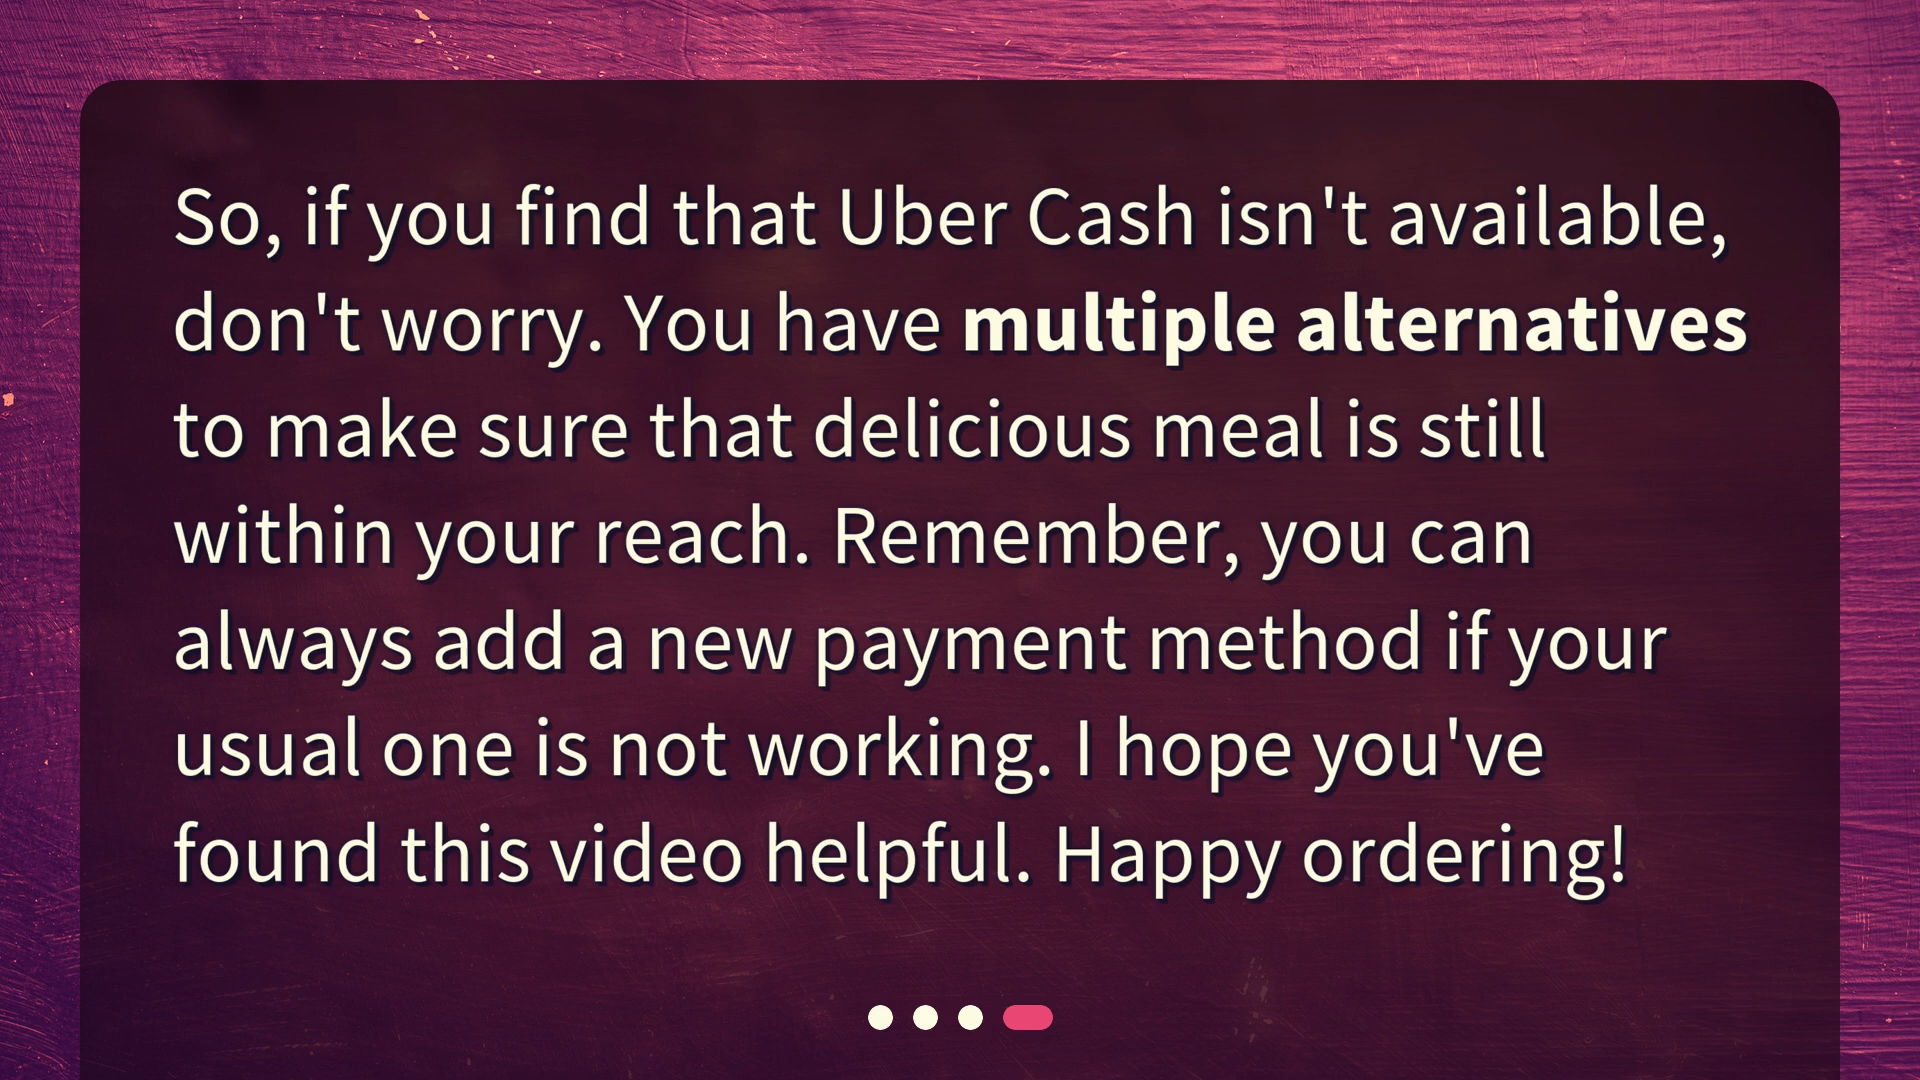 So, if you find that Uber Cash isn't available,
don't worry. You have multiple alternatives
to make sure that delicious meal is still
within your reach. Remember, you can
always add a new payment method if your
usual one is not working. I hope you've
found this video helpful. Happy ordering!